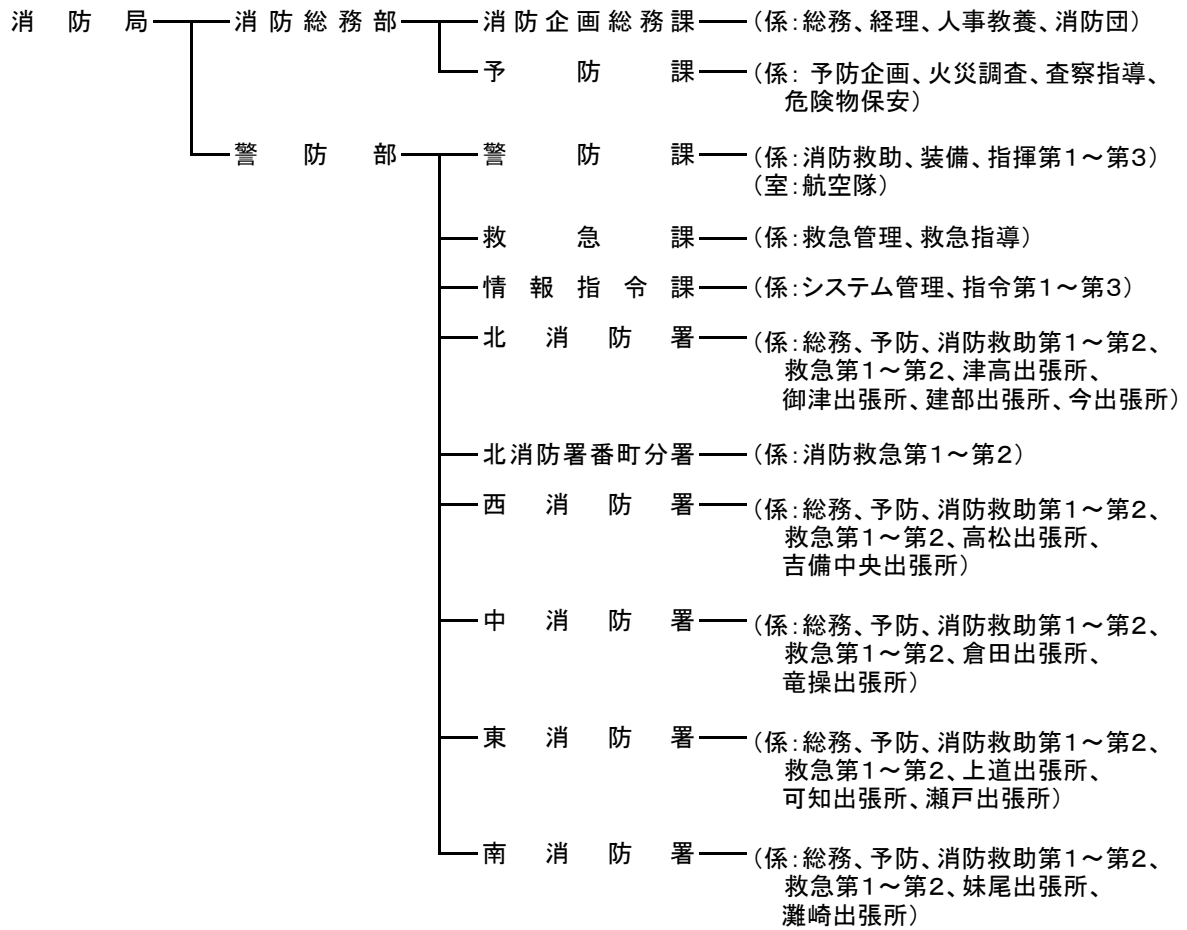 消防局 消防総務部 消防企画総務課 (係:総務、経理、人事教養、消防団)
予防課 (係: 予防企画、火災調査、査察指導、
危険物保安)
警防部 警防課 (係:消防救助、装備、指揮第1~第3)
(室:航空隊)
救急課 (係:救急管理、救急指導)
情報指令課 (係:システム管理、指令第1~第3)
北消防署 (係:総務、予防、消防救助第1~第2、
救急第1~第2、津高出張所、
御津出張所、建部出張所、今出張所)
北消防署番町分署 (係:消防救急第1~第2)
西消防署 (係:総務、予防、消防救助第1~第2、
救急第1~第2、高松出張所、
吉備中央出張所)
中消防署 (係:総務、予防、消防救助第1~第2、
救急第1~第2、倉田出張所、
竜操出張所)
東消防署 (係:総務、予防、消防救助第1~第2、
救急第1~第2、上道出張所、
可知出張所、瀬戸出張所)
南消防署 (係:総務、予防、消防救助第1~第2、
救急第1~第2、妹尾出張所、
灘崎出張所)